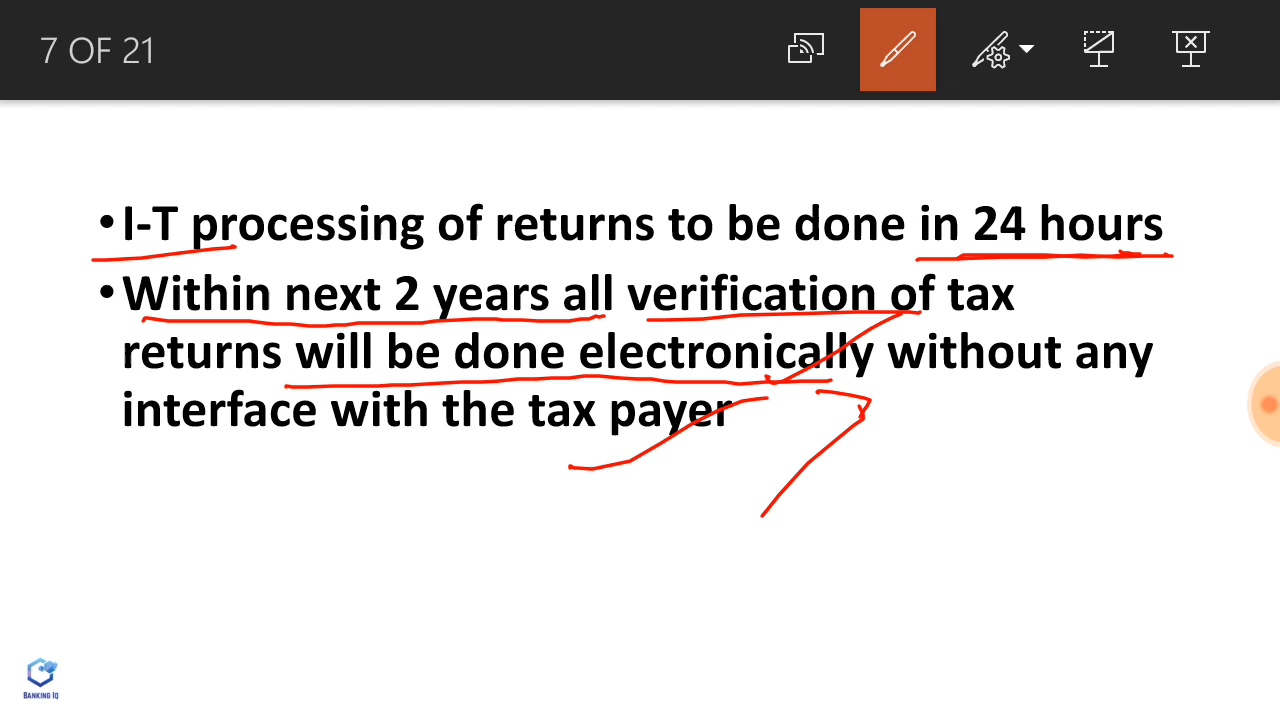 7 OF 21
• I-T processing of returns to be done in 24 hours
• Within next 2 years all verification of tax
returns will be done electronically without any
interface with the tax payer
BANKING IQ